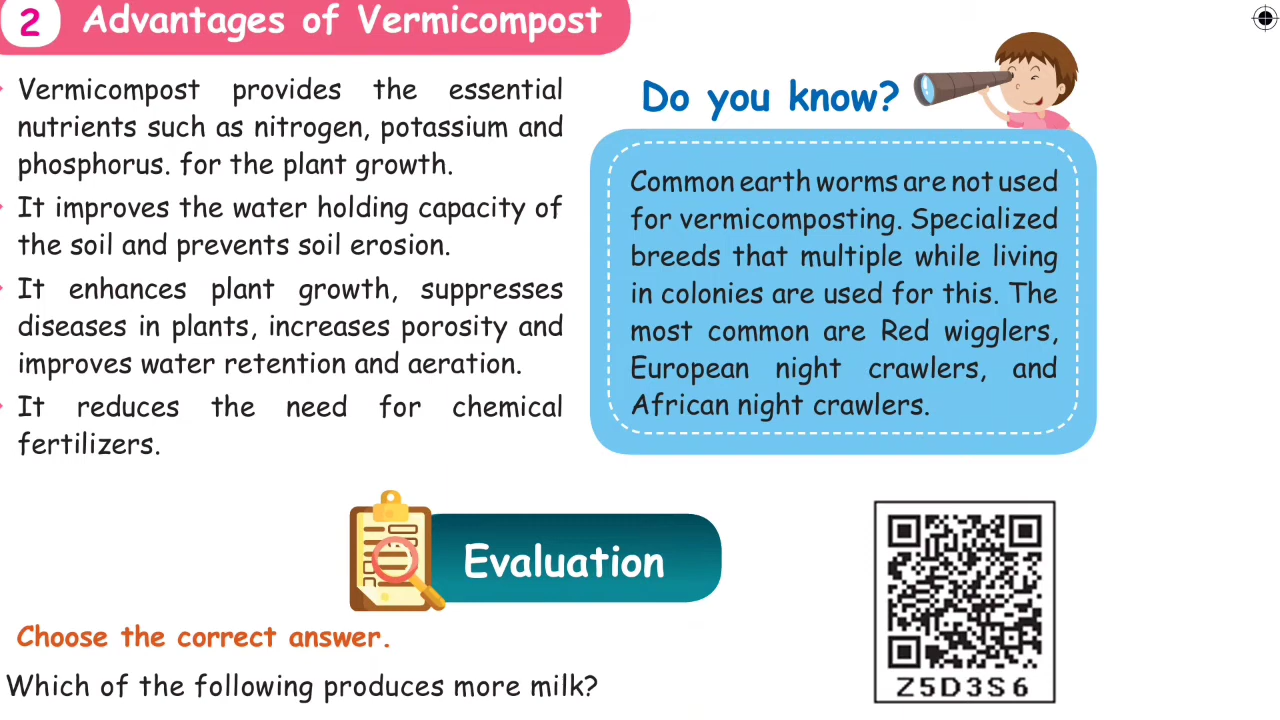 2 Advantages of Vermicompost
Vermicompost provides the essential
nutrients such as nitrogen, potassium and
phosphorus. for the plant growth.
It improves the water holding capacity of
the soil and prevents soil erosion.
It enhances plant growth, suppresses
diseases in plants, increases porosity and
improves water retention and aeration.
It reduces the need for chemical
fertilizers.
Do you know?
Common earth worms are not used
for vermicomposting. Specialized
breeds that multiple while living
in colonies are used for this. The
most common are Red wigglers,
European night crawlers, and
African night crawlers.
Evaluation
Z5D3S6
Choose the correct answer.
Which of the following produces more milk?